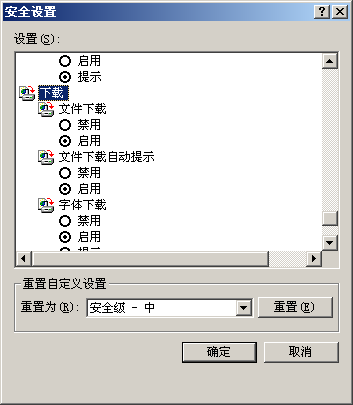 安全设置
设置(S):
启用
提示
下载
文件下载
禁用
启用
文件下载自动提示
禁用
启用
字体下载
禁用
启用
提示
重置自定义设置
重置为(R): 安全级 - 中 重置(E)
确定 取消